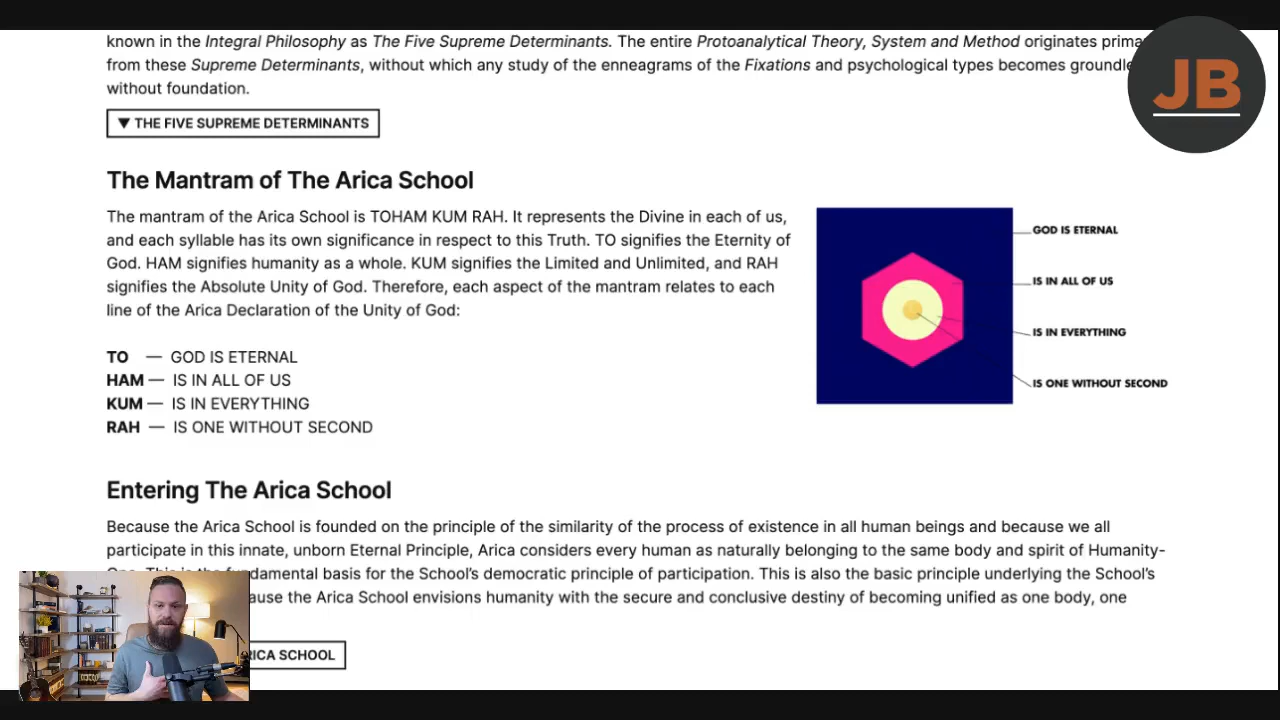 known in the Integral Philosophy as The Five Supreme Determinants. The entire Protoanalytical Theory, System and Method originates
from these Supreme Determinants, without which any study of the enneagrams of the Fixations and psychological types becomes
without foundation.
▼ THE FIVE SUPREME DETERMINANTS
JB
The Mantram of The Arica School
The mantram of the Arica School is TOHAM KUM RAH. It represents the Divine in each of us,
and each syllable has its own significance in respect to this Truth. TO signifies the Eternity of
God. HAM signifies humanity as a whole. KUM signifies the Limited and Unlimited, and RAH
signifies the Absolute Unity of God. Therefore, each aspect of the mantram relates to each
line of the Arica Declaration of the Unity of God:
TO — GOD IS ETERNAL
HAM — IS IN ALL OF US
KUM — IS IN EVERYTHING
RAH — IS ONE WITHOUT SECOND
GOD IS ETERNAL
IS IN ALL OF US
IS IN EVERYTHING
IS ONE WITHOUT SECOND
Entering The Arica School
Because the Arica School is founded on the principle of the similarity of the process of existence in all human beings and because we all
participate in this innate, unborn Eternal Principle, Arica considers every human as naturally belonging to the same body and spirit of Humanity-
fundamental basis for the School's democratic principle of participation. This is also the basic principle underlying the School's
the Arica School envisions humanity with the secure and conclusive destiny of becoming unified as one body, one
SCHOOL